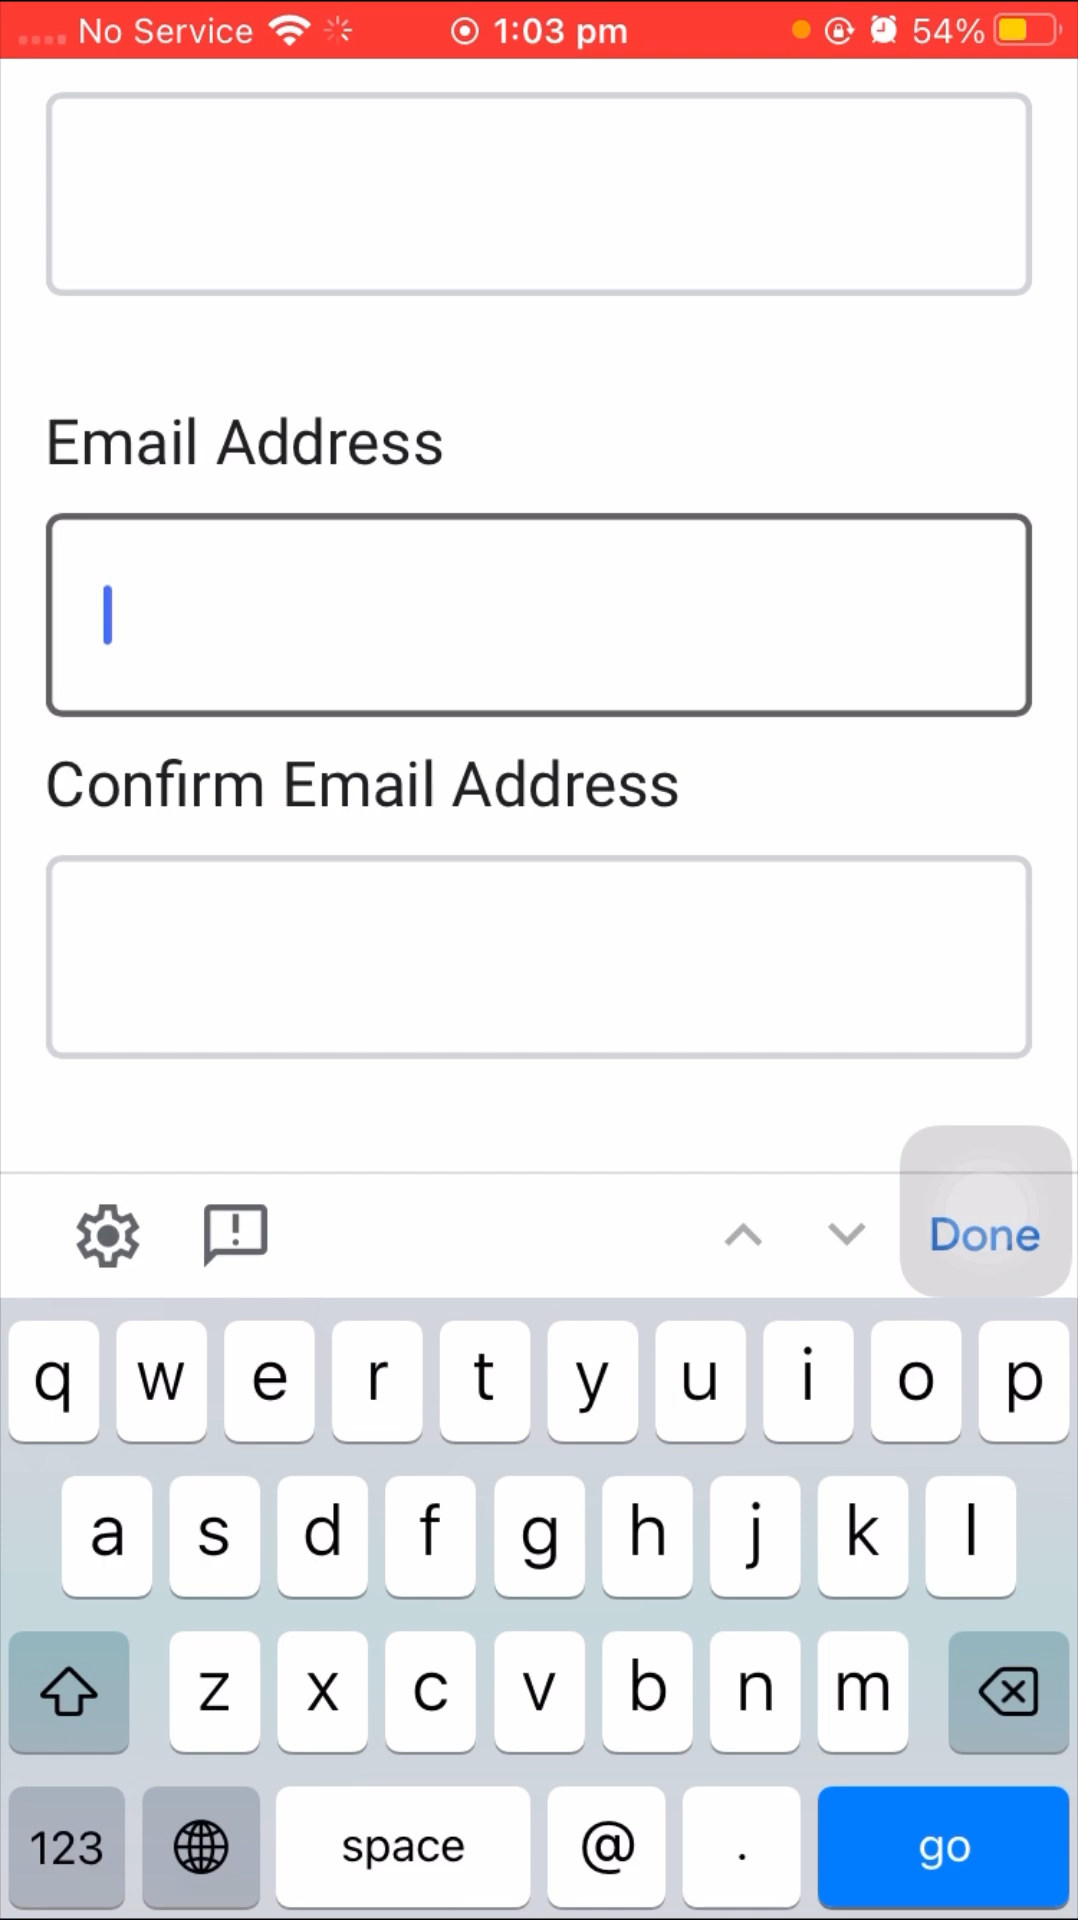 No Service 1:03 pm 54%
Email Address
Confirm Email Address
Done
q w e r t y u i o p
a s d f g h j k l
z x c v b n m
123 space @ . go